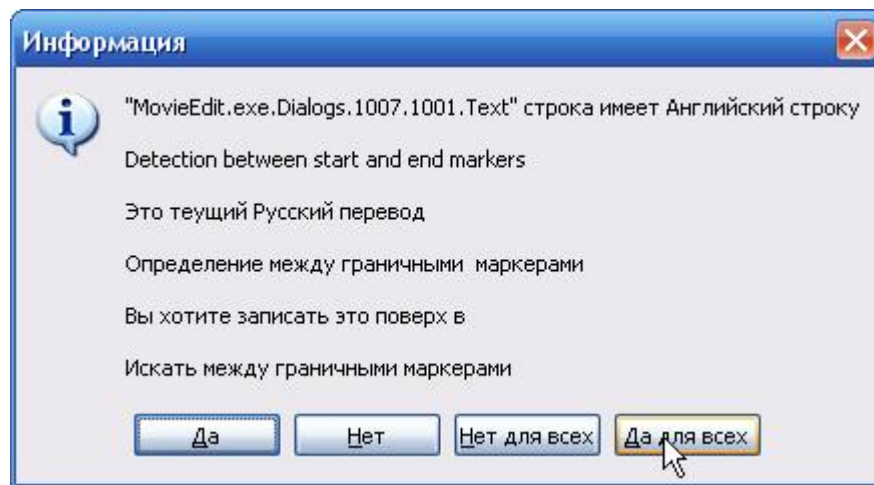 Информация
"MovieEdit.exe.Dialogs.1007.1001.Text" строка имеет Английский строку
Detection between start and end markers
Это теущий Русский перевод
Определение между граничными  маркерами
Вы хотите записать это поверх в
Искать между граничными маркерами
Да Нет Нет для всех Да для всех